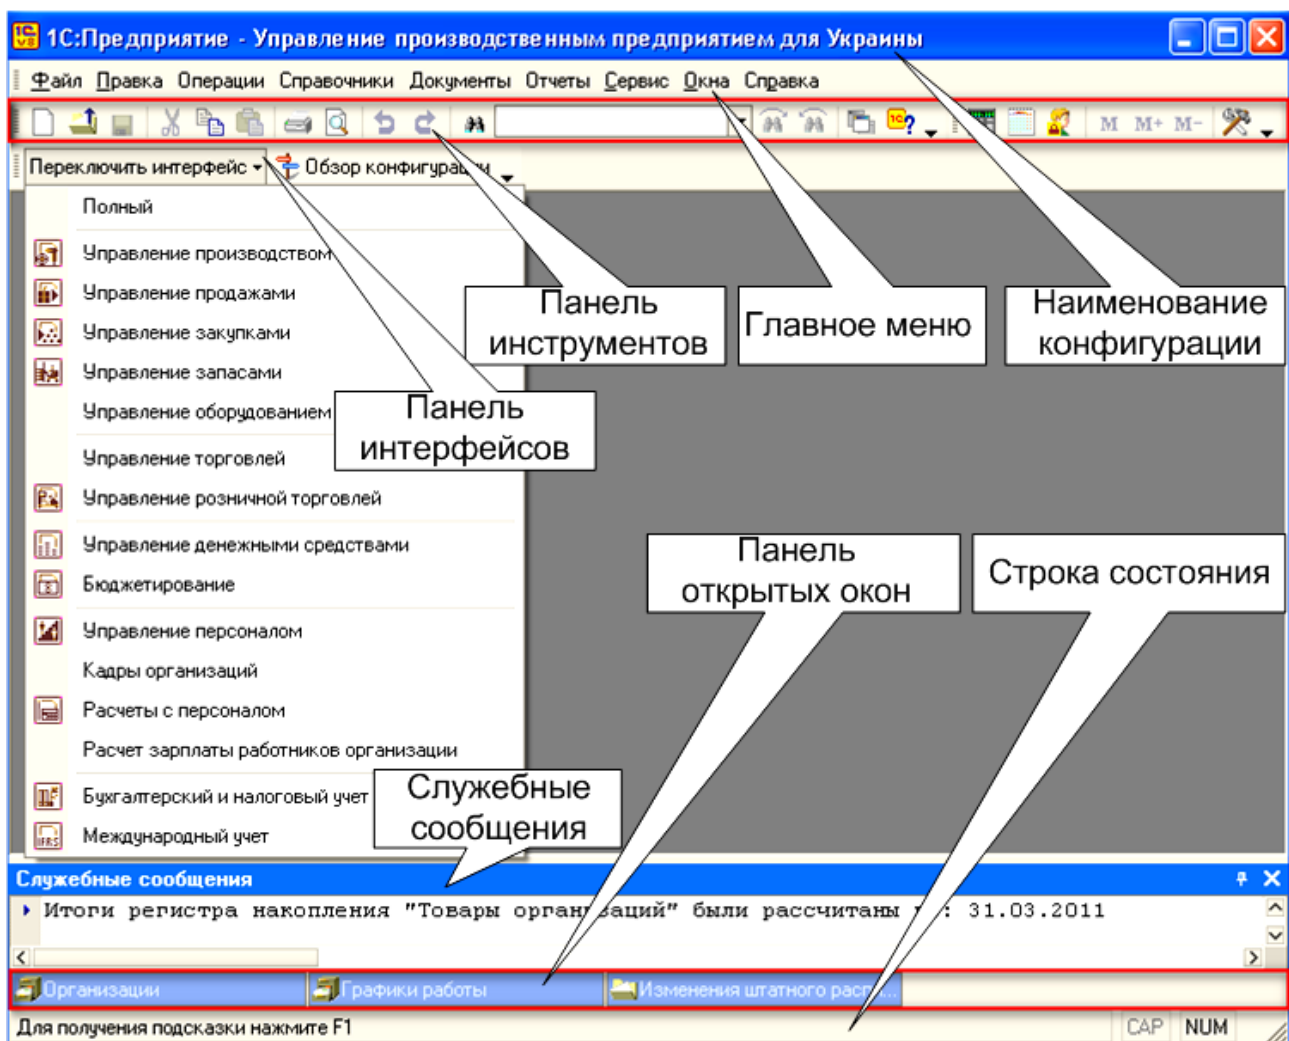 1С:Предприятие - Управление производственным предприятием для Украины
Файл Правка Операции Справочники Документы Отчеты Сервис Окна Справка
M M+ M-
Переключить интерфейс Обзор конфигурации
Полный
Управление производством
Управление продажами
Управление закупками
Управление запасами
Управление оборудованием
Управление торговлей
Управление розничной торговлей
Управление денежными средствами
Бюджетирование
Управление персоналом
Кадры организаций
Расчеты с персоналом
Расчет зарплаты работников организации
Бухгалтерский и налоговый учет
Международный учет
Панель
инструментов
Главное меню
Наименование
конфигурации
Панель
интерфейсов
Панель
открытых окон
Строка состояния
Служебные
сообщения
Служебные сообщения
Итоги регистра накопления "Товары организаций" были рассчитаны : 31.03.2011
Организации
Графики работы
Изменения штатного распи...
Для получения подсказки нажмите F1
CAP NUM